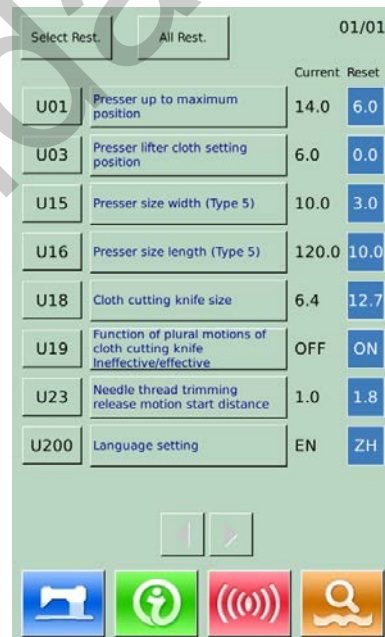 Select Rest.
All Rest.
01/01
Current Reset
U01 Presser up to maximum position 14.0 6.0
U03 Presser lifter cloth setting position 6.0 0.0
U15 Presser size width (Type 5) 10.0 3.0
U16 Presser size length (Type 5) 120.0 10.0
U18 Cloth cutting knife size 6.4 12.7
U19 Function of plural motions of cloth cutting knife Ineffective/effective OFF ON
U23 Needle thread trimming release motion start distance 1.0 1.8
U200 Language setting EN ZH